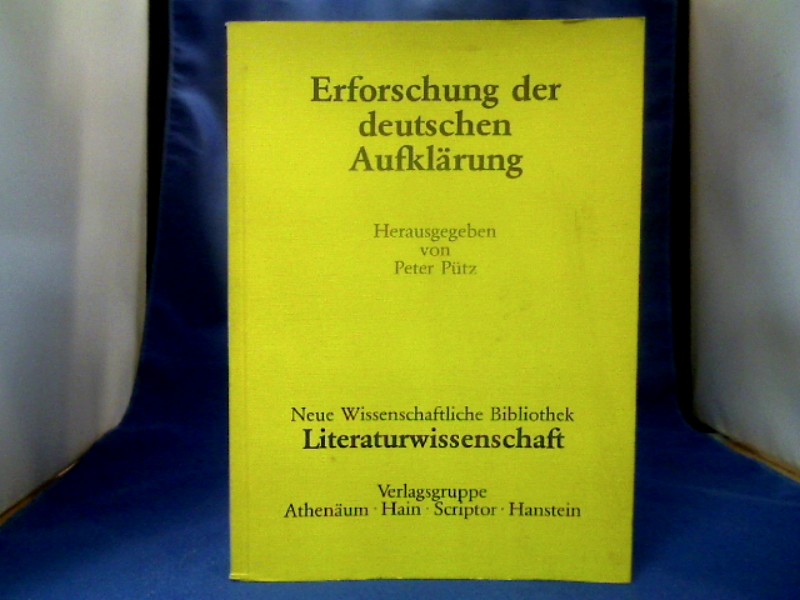 Erforschung der
deutschen
Aufklärung
Herausgegeben
von
Peter Pütz
Neue Wissenschaftliche Bibliothek
Literaturwissenschaft
Verlagsgruppe
Athenäum · Hain · Scriptor · Hanstein